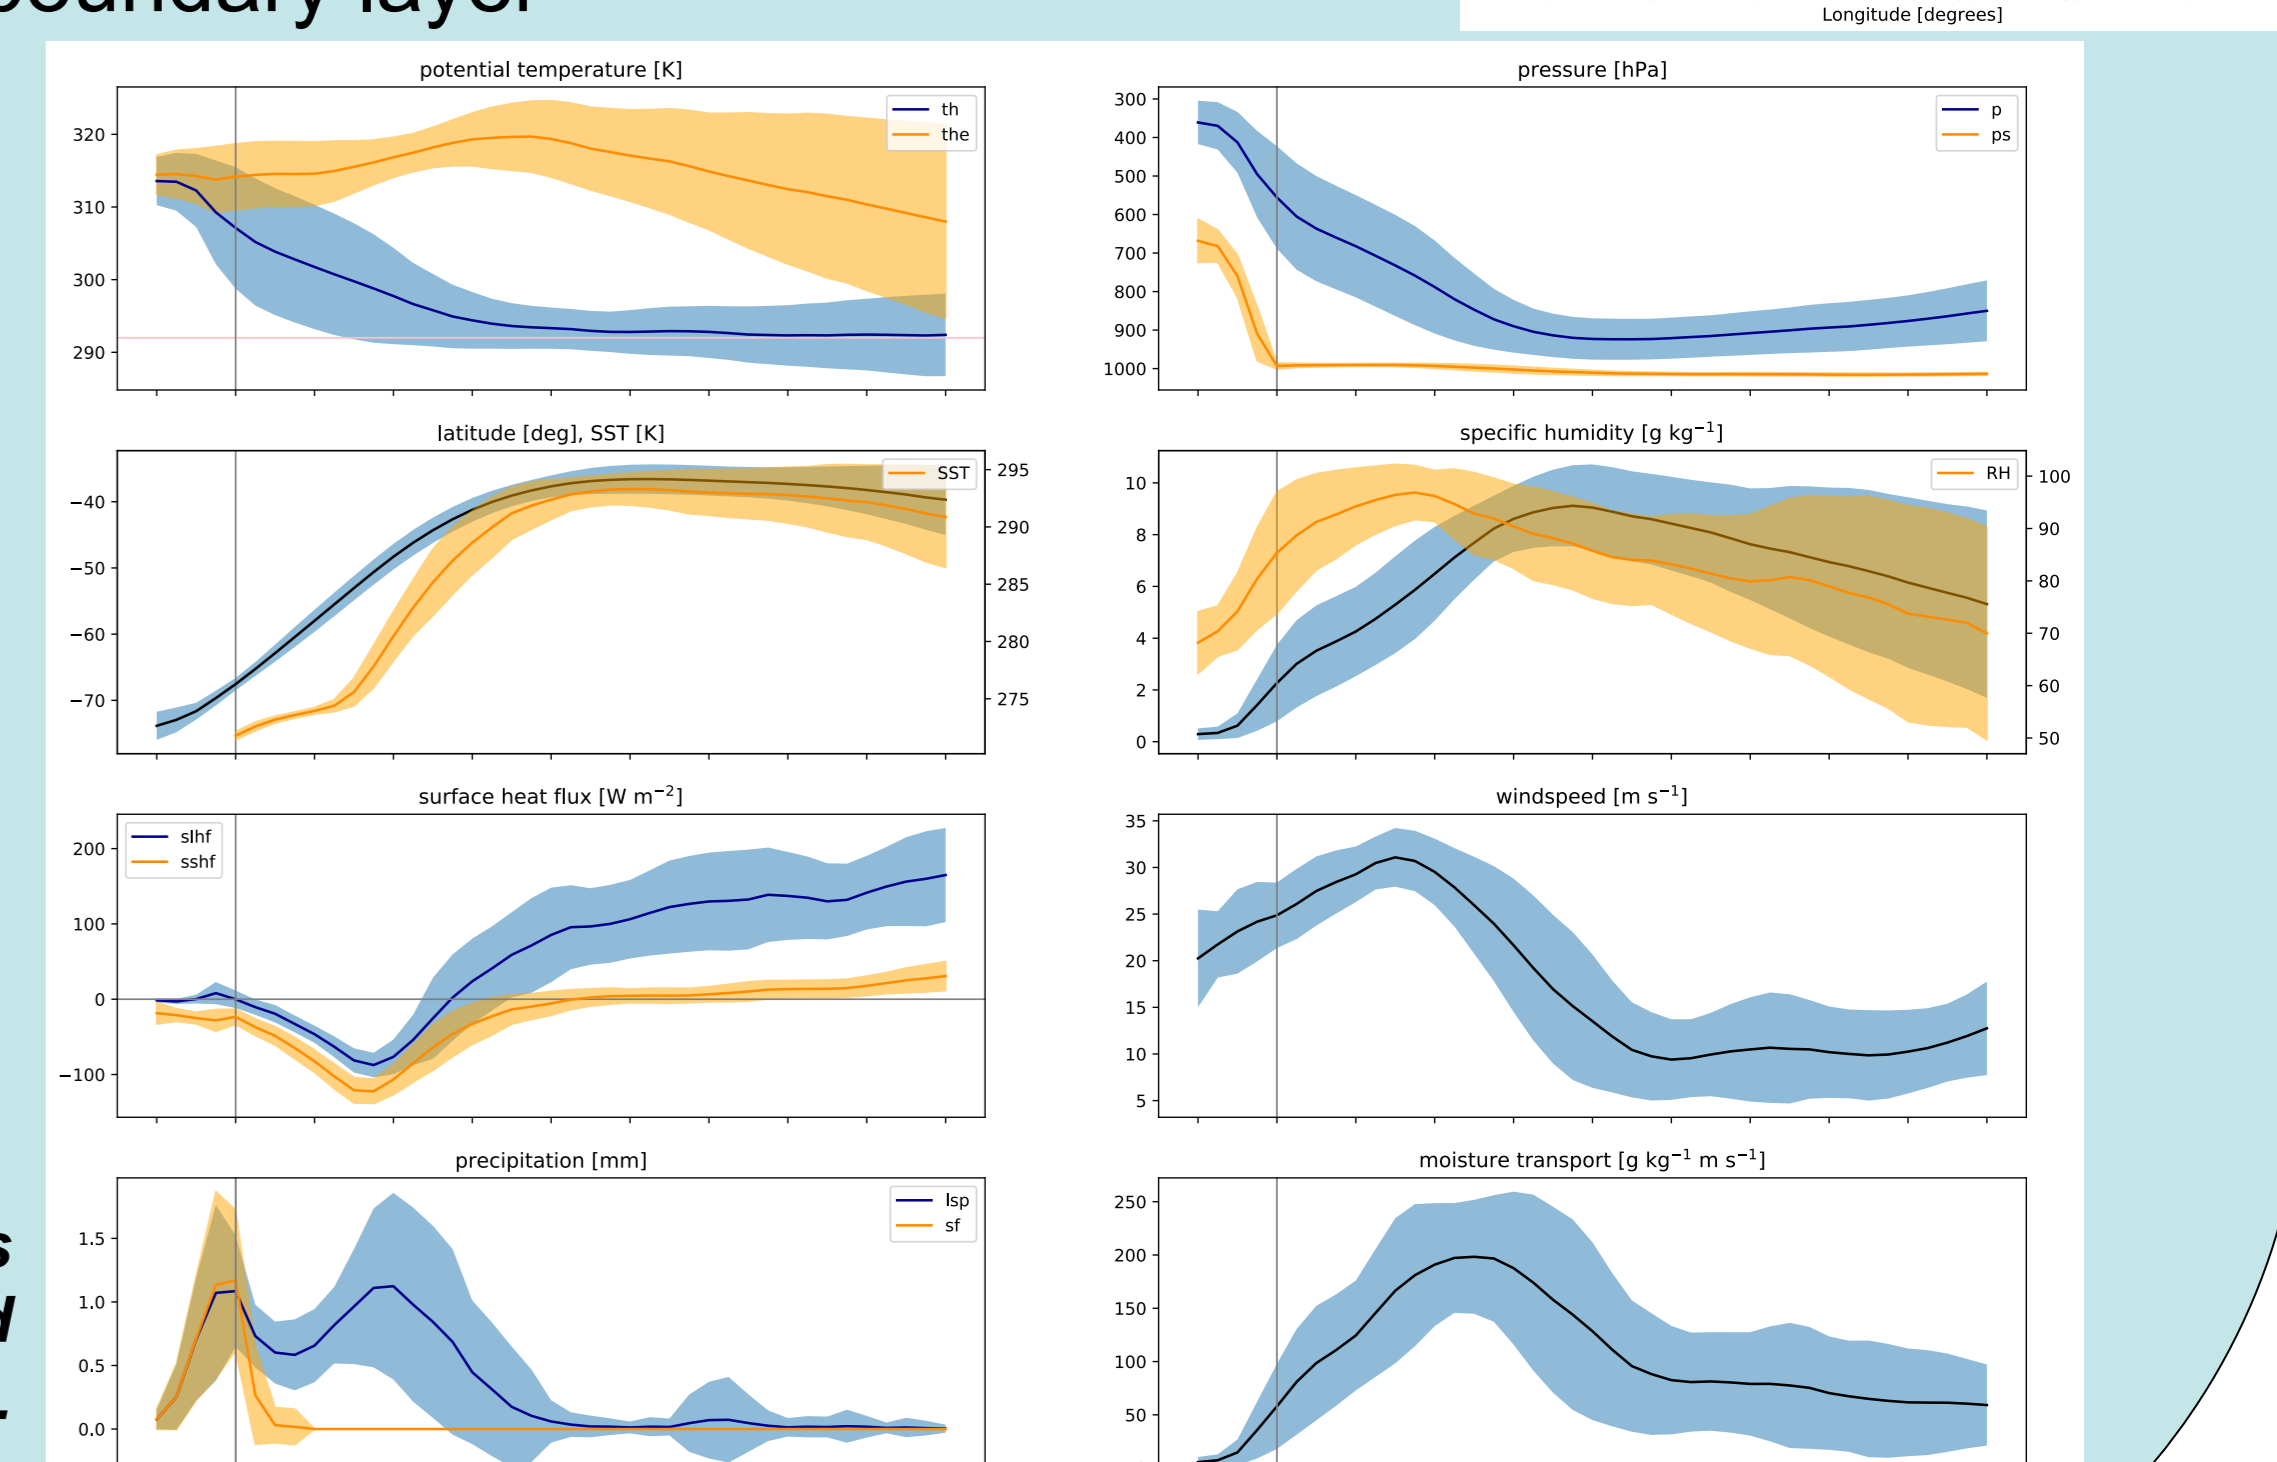 boundary layer
Longitude [degrees]
potential temperature [K]
th
the
320
310
300
290
pressure [hPa]
p
ps
300
400
500
600
700
800
900
1000
latitude [deg], SST [K]
SST
−40
−50
−60
−70
295
290
285
280
275
specific humidity [g kg−1]
RH
10
8
6
4
2
0
100
90
80
70
60
50
surface heat flux [W m−2]
slhf
sshf
200
100
0
−100
windspeed [m s−1]
35
30
25
20
15
10
5
precipitation [mm]
lsp
sf
1.5
1.0
0.5
0.0
moisture transport [g kg−1 m s−1]
250
200
150
100
50